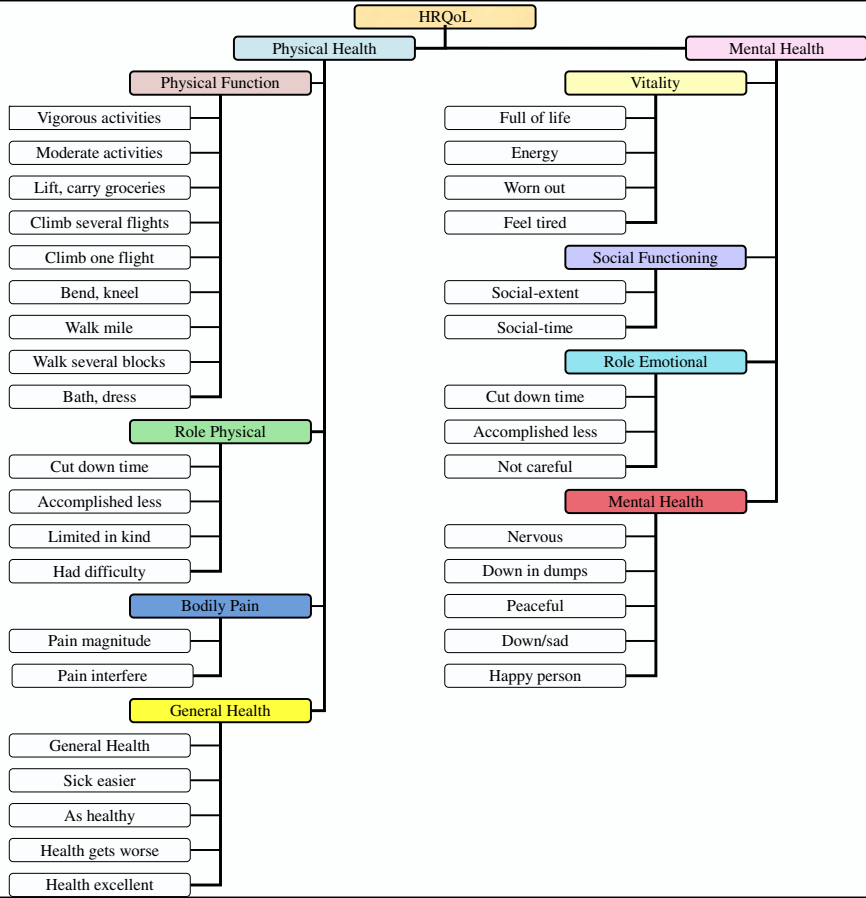 HRQoL
Physical Health
Mental Health
Physical Function
Vigorous activities
Moderate activities
Lift, carry groceries
Climb several flights
Climb one flight
Bend, kneel
Walk mile
Walk several blocks
Bath, dress
Role Physical
Cut down time
Accomplished less
Limited in kind
Had difficulty
Bodily Pain
Pain magnitude
Pain interfere
General Health
General Health
Sick easier
As healthy
Health gets worse
Health excellent
Vitality
Full of life
Energy
Worn out
Feel tired
Social Functioning
Social-extent
Social-time
Role Emotional
Cut down time
Accomplished less
Not careful
Mental Health
Nervous
Down in dumps
Peaceful
Down/sad
Happy person